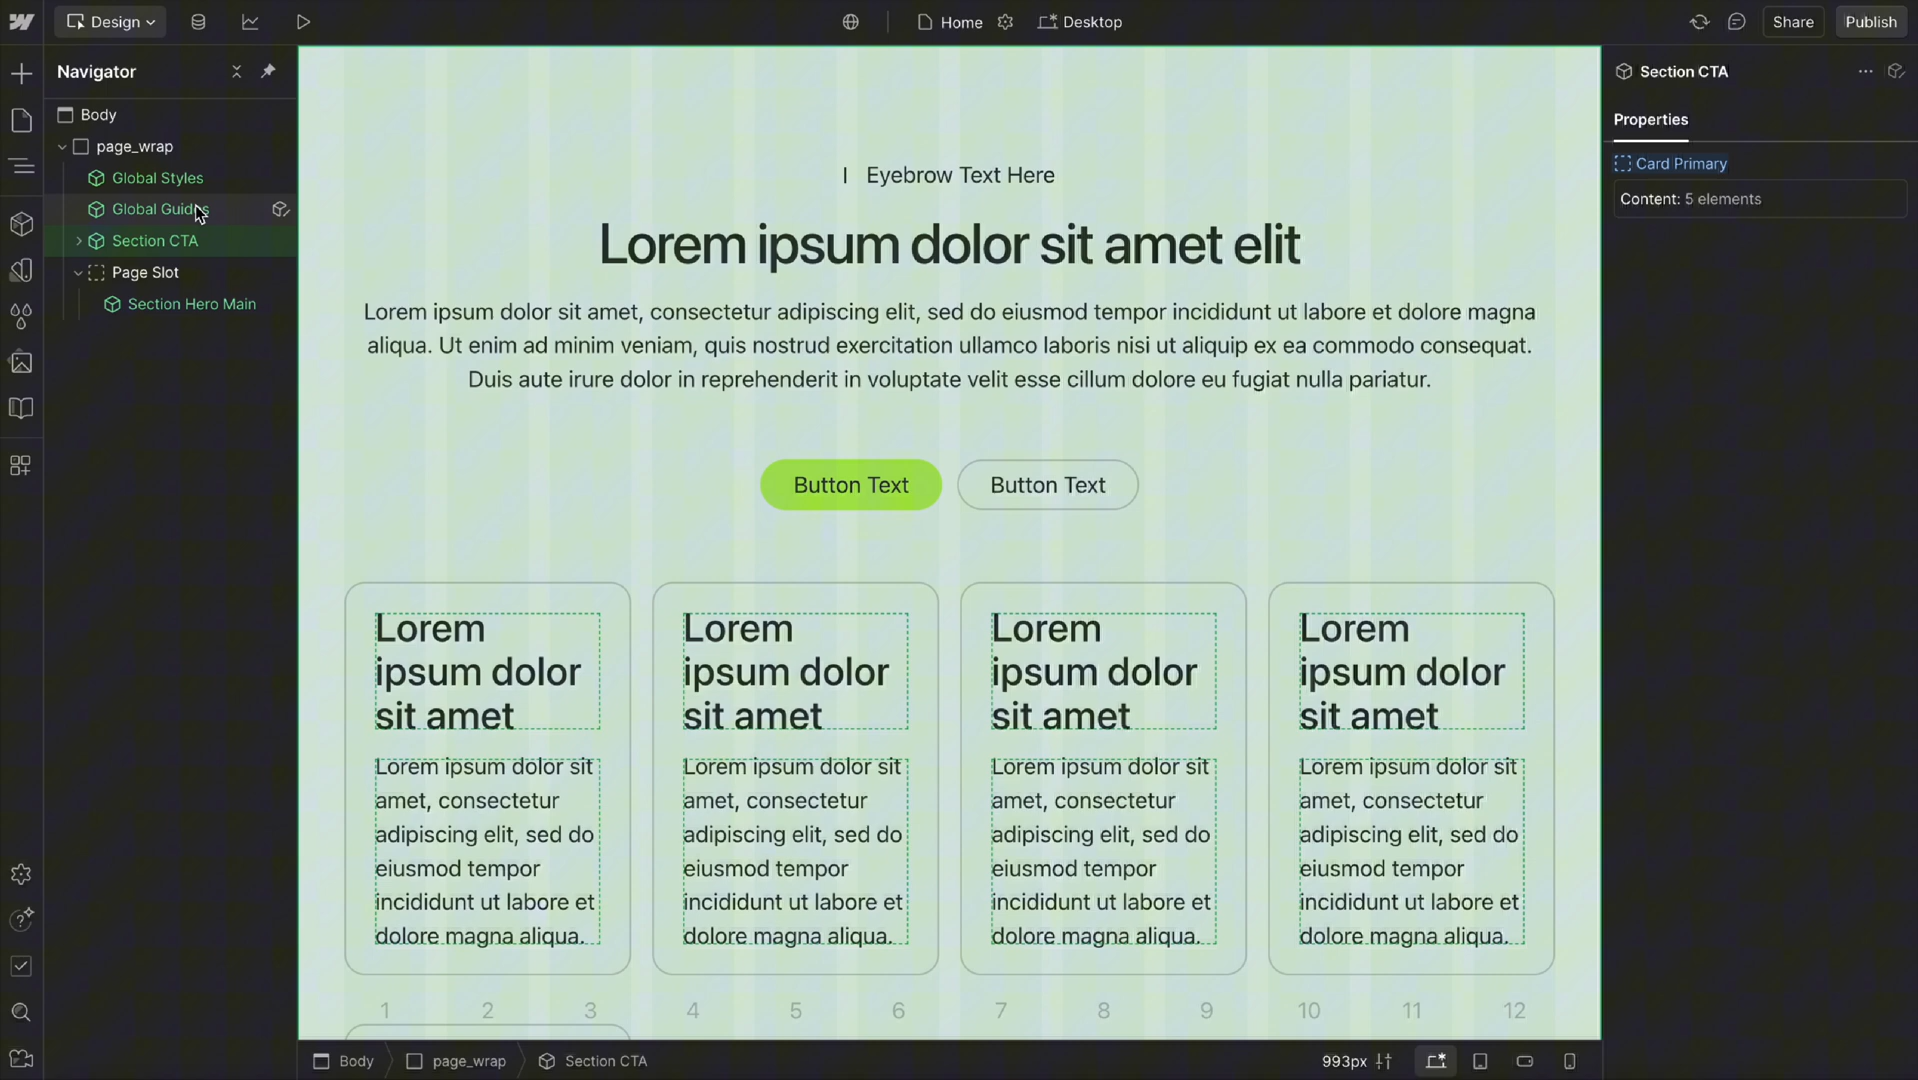 Design
Home
Desktop
Share
Publish
Navigator
Body
page_wrap
Global Styles
Global Guides
Section CTA
Page Slot
Section Hero Main
Eyebrow Text Here
Lorem ipsum dolor sit amet elit
Lorem ipsum dolor sit amet, consectetur adipiscing elit, sed do eiusmod tempor incididunt ut labore et dolore magna
aliqua. Ut enim ad minim veniam, quis nostrud exercitation ullamco laboris nisi ut aliquip ex ea commodo consequat.
Duis aute irure dolor in reprehenderit in voluptate velit esse cillum dolore eu fugiat nulla pariatur.
Button Text
Button Text
Lorem
ipsum dolor
sit amet
Lorem ipsum dolor sit
amet, consectetur
adipiscing elit, sed do
eiusmod tempor
incididunt ut labore et
dolore magna aliqua.
Lorem
ipsum dolor
sit amet
Lorem ipsum dolor sit
amet, consectetur
adipiscing elit, sed do
eiusmod tempor
incididunt ut labore et
dolore magna aliqua.
Lorem
ipsum dolor
sit amet
Lorem ipsum dolor sit
amet, consectetur
adipiscing elit, sed do
eiusmod tempor
incididunt ut labore et
dolore magna aliqua.
Lorem
ipsum dolor
sit amet
Lorem ipsum dolor sit
amet, consectetur
adipiscing elit, sed do
eiusmod tempor
incididunt ut labore et
dolore magna aliqua.
1 2 3 4 5 6 7 8 9 10 11 12
Body
page_wrap
Section CTA
993px
Section CTA
Properties
Card Primary
Content: 5 elements